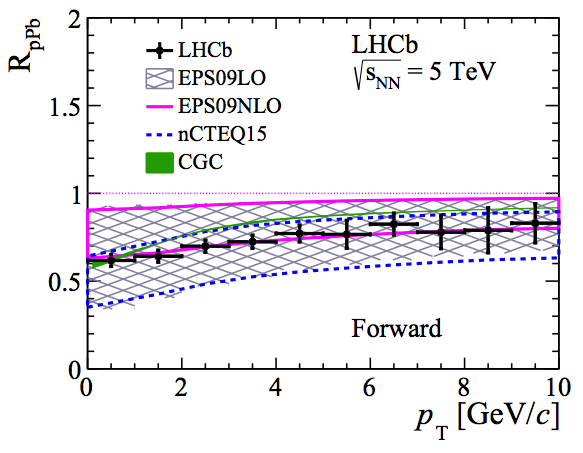 R_pPb
2
1.5
1
0.5
0
LHCb
EPS09LO
EPS09NLO
nCTEQ15
CGC
LHCb
√s_NN = 5 TeV
Forward
0 2 4 6 8 10
p_T [GeV/c]